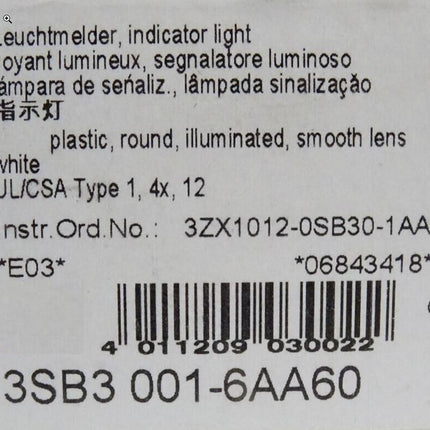 Leuchtmelder, indicator light
voyant lumineux, segnalatore luminoso
lámpara de señaliz., lâmpada sinalização
指示灯
plastic, round, illuminated, smooth lens
white
UL/CSA Type 1, 4x, 12
Instr.Ord.No.: 3ZX1012-0SB30-1AA
*E03* *06843418*
4 011209 030022
3SB3 001-6AA60